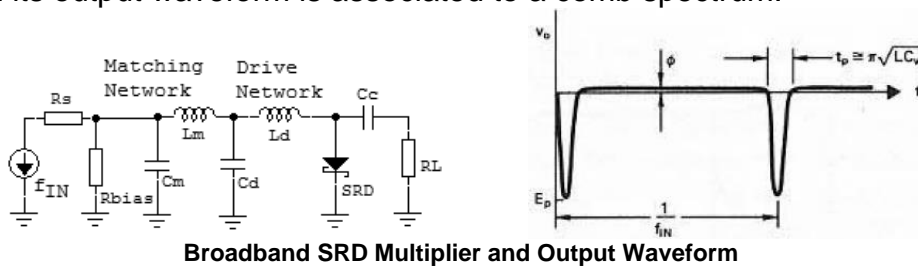 its output waveform is associated to a comb spectrum.
Matching Network
Drive Network
Rs
Lm
Ld
Cc
fIN
Rbias
Cm
Cd
SRD
RL
vo
ϕ
tp ≅ π√LC
t
Ep
1
fIN
Broadband SRD Multiplier and Output Waveform